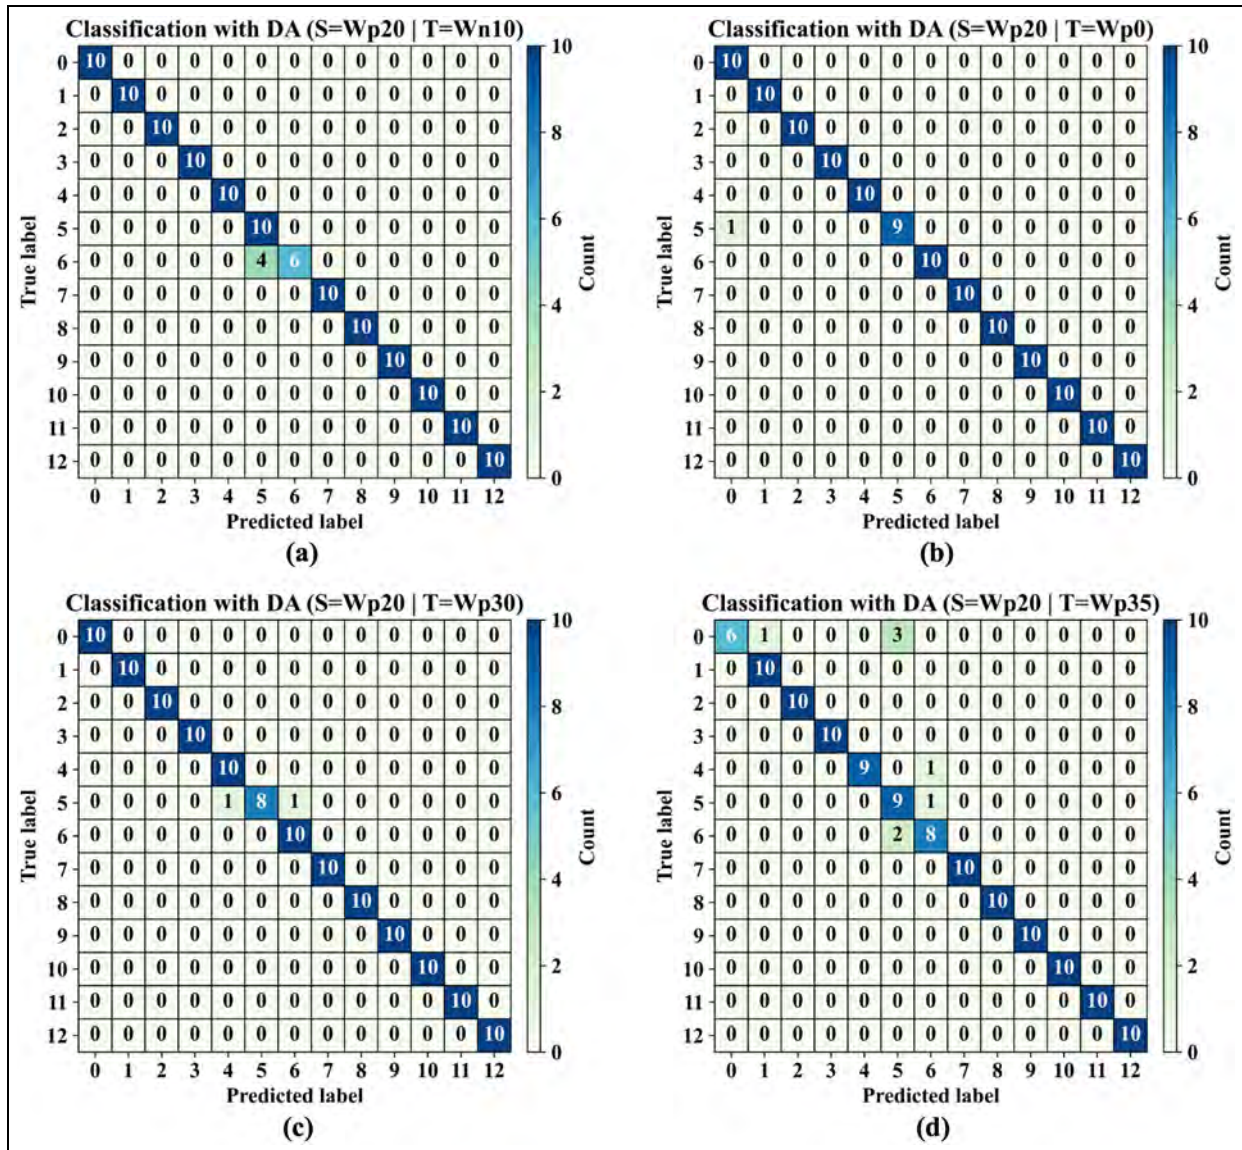 Classification with DA (S=Wp20 | T=Wn10)
0 10 0 0 0 0 0 0 0 0 0 0 0 0
1 0 10 0 0 0 0 0 0 0 0 0 0 0
2 0 0 10 0 0 0 0 0 0 0 0 0 0
3 0 0 0 10 0 0 0 0 0 0 0 0 0
4 0 0 0 0 10 0 0 0 0 0 0 0 0
5 0 0 0 0 0 10 0 0 0 0 0 0 0
6 0 0 0 0 0 4 6 0 0 0 0 0 0
7 0 0 0 0 0 0 0 10 0 0 0 0 0
8 0 0 0 0 0 0 0 0 10 0 0 0 0
9 0 0 0 0 0 0 0 0 0 10 0 0 0
10 0 0 0 0 0 0 0 0 0 0 10 0 0
11 0 0 0 0 0 0 0 0 0 0 0 10 0
12 0 0 0 0 0 0 0 0 0 0 0 0 10
0 1 2 3 4 5 6 7 8 9 10 11 12
Predicted label
True label
10
8
6
4
2
0
Count
(a)
Classification with DA (S=Wp20 | T=Wp0)
0 10 0 0 0 0 0 0 0 0 0 0 0 0
1 0 10 0 0 0 0 0 0 0 0 0 0 0
2 0 0 10 0 0 0 0 0 0 0 0 0 0
3 0 0 0 10 0 0 0 0 0 0 0 0 0
4 0 0 0 0 10 0 0 0 0 0 0 0 0
5 1 0 0 0 0 9 0 0 0 0 0 0 0
6 0 0 0 0 0 0 10 0 0 0 0 0 0
7 0 0 0 0 0 0 0 10 0 0 0 0 0
8 0 0 0 0 0 0 0 0 10 0 0 0 0
9 0 0 0 0 0 0 0 0 0 10 0 0 0
10 0 0 0 0 0 0 0 0 0 0 10 0 0
11 0 0 0 0 0 0 0 0 0 0 0 10 0
12 0 0 0 0 0 0 0 0 0 0 0 0 10
0 1 2 3 4 5 6 7 8 9 10 11 12
Predicted label
True label
10
8
6
4
2
0
Count
(b)
Classification with DA (S=Wp20 | T=Wp30)
0 10 0 0 0 0 0 0 0 0 0 0 0 0
1 0 10 0 0 0 0 0 0 0 0 0 0 0
2 0 0 10 0 0 0 0 0 0 0 0 0 0
3 0 0 0 10 0 0 0 0 0 0 0 0 0
4 0 0 0 0 10 0 0 0 0 0 0 0 0
5 0 0 0 0 1 8 1 0 0 0 0 0 0
6 0 0 0 0 0 0 10 0 0 0 0 0 0
7 0 0 0 0 0 0 0 10 0 0 0 0 0
8 0 0 0 0 0 0 0 0 10 0 0 0 0
9 0 0 0 0 0 0 0 0 0 10 0 0 0
10 0 0 0 0 0 0 0 0 0 0 10 0 0
11 0 0 0 0 0 0 0 0 0 0 0 10 0
12 0 0 0 0 0 0 0 0 0 0 0 0 10
0 1 2 3 4 5 6 7 8 9 10 11 12
Predicted label
True label
10
8
6
4
2
0
Count
(c)
Classification with DA (S=Wp20 | T=Wp35)
0 6 1 0 0 0 3 0 0 0 0 0 0 0
1 0 10 0 0 0 0 0 0 0 0 0 0 0
2 0 0 10 0 0 0 0 0 0 0 0 0 0
3 0 0 0 10 0 0 0 0 0 0 0 0 0
4 0 0 0 0 9 0 1 0 0 0 0 0 0
5 0 0 0 0 0 9 1 0 0 0 0 0 0
6 0 0 0 0 0 2 8 0 0 0 0 0 0
7 0 0 0 0 0 0 0 10 0 0 0 0 0
8 0 0 0 0 0 0 0 0 10 0 0 0 0
9 0 0 0 0 0 0 0 0 0 10 0 0 0
10 0 0 0 0 0 0 0 0 0 0 10 0 0
11 0 0 0 0 0 0 0 0 0 0 0 10 0
12 0 0 0 0 0 0 0 0 0 0 0 0 10
0 1 2 3 4 5 6 7 8 9 10 11 12
Predicted label
True label
10
8
6
4
2
0
Count
(d)